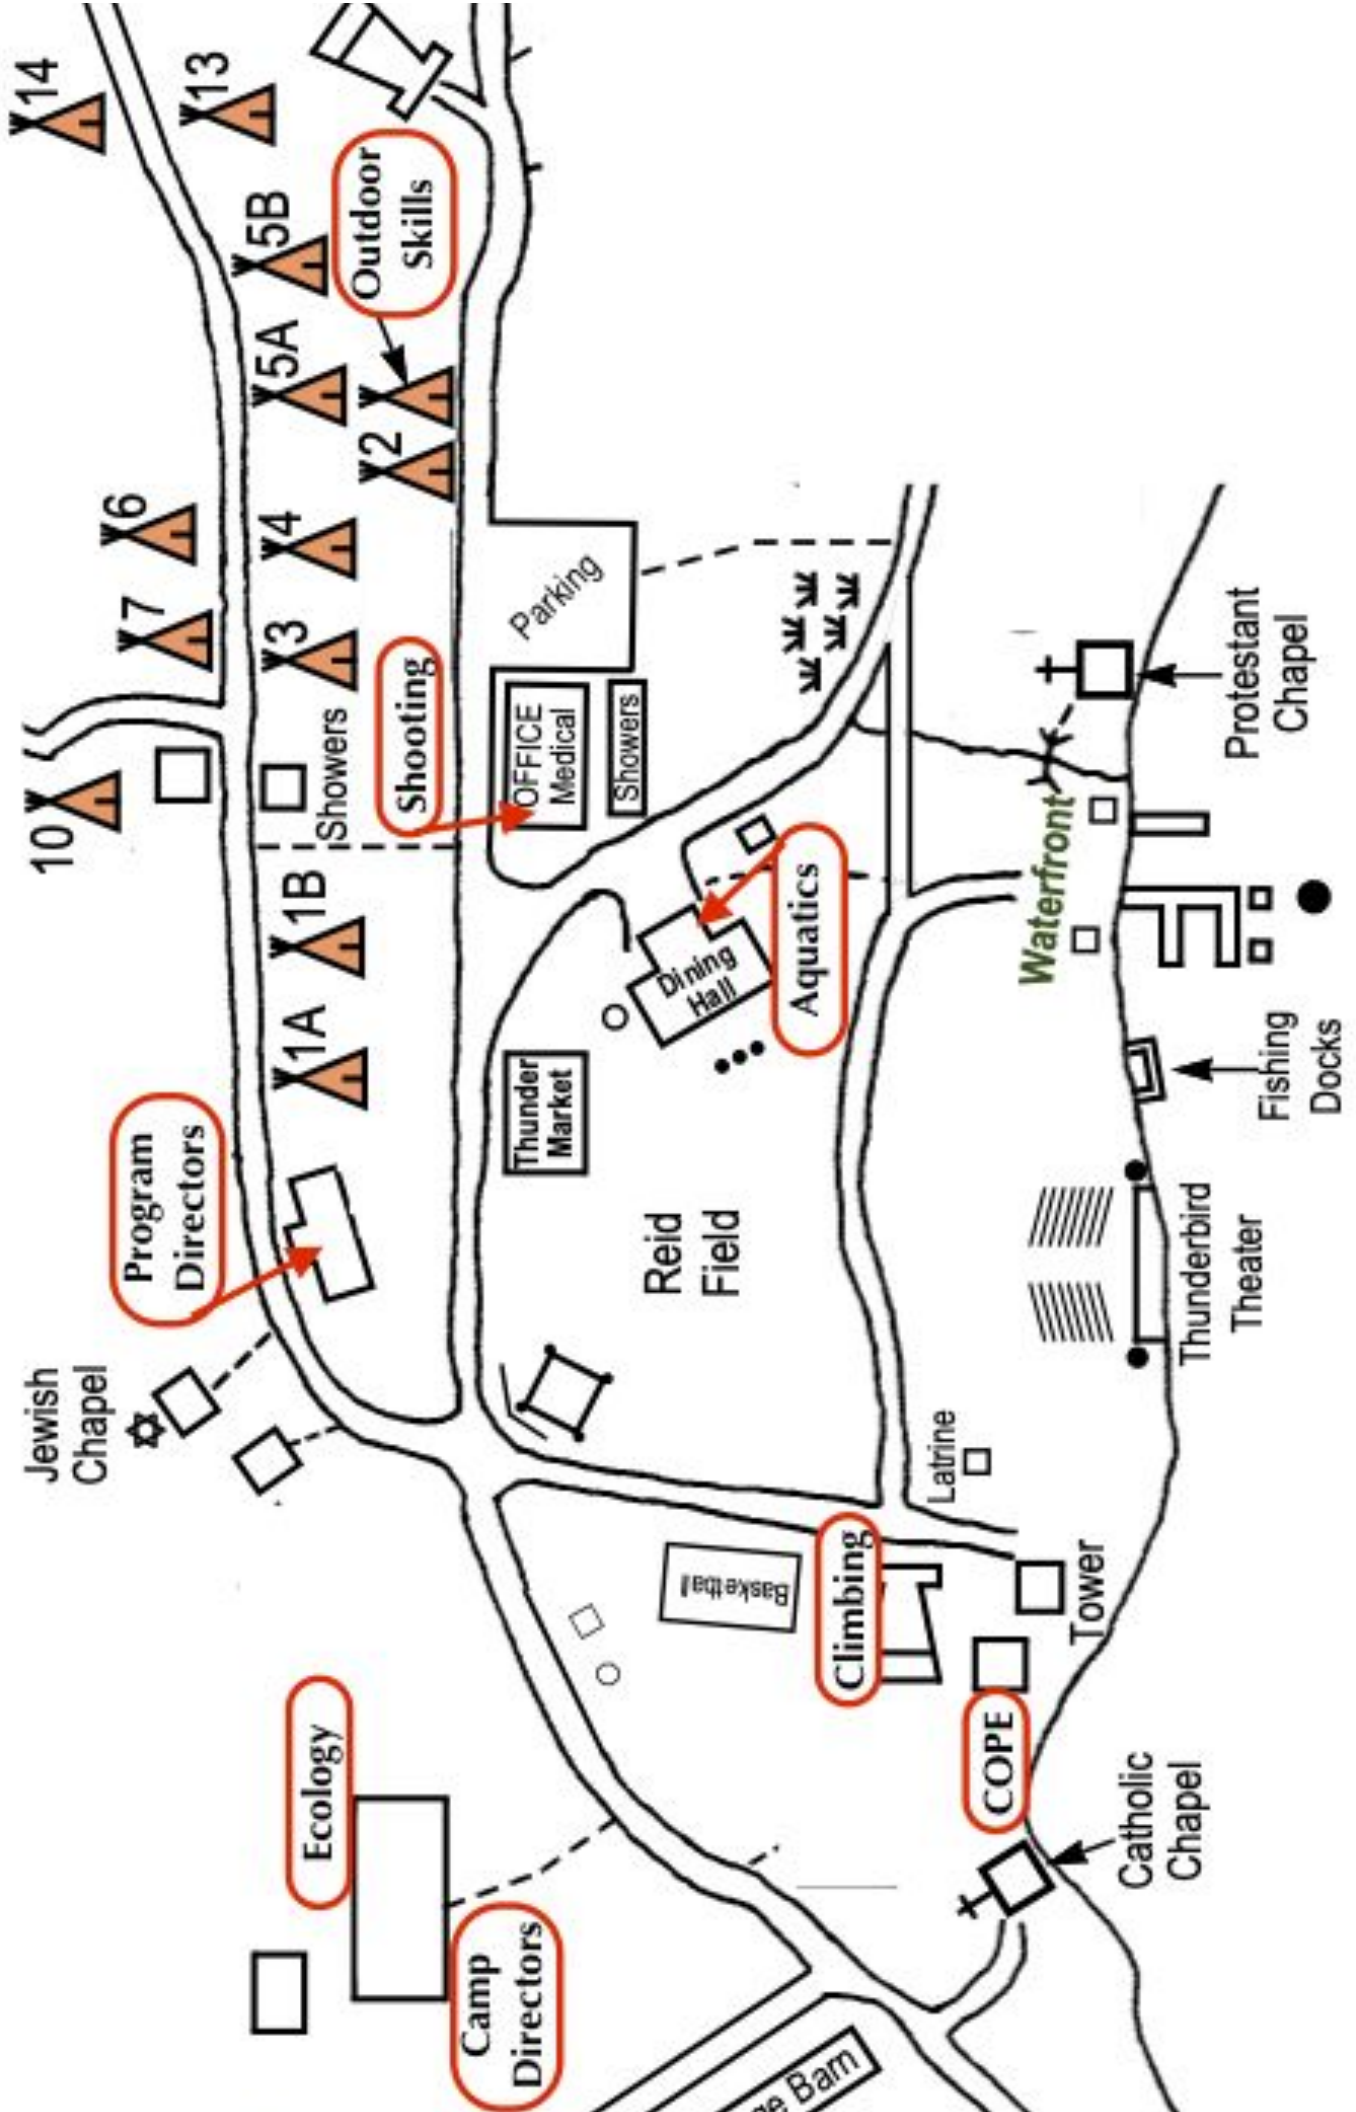 14
13
5B
Outdoor
Skills
5A
2
6
4
7
3
Parking
Shooting
OFFICE
Medical
Showers
Showers
10
1B
1A
Protestant
Chapel
Waterfront
Aquatics
Dining
Hall
Thunder
Market
Program
Directors
Reid
Field
Fishing
Docks
Thunderbird
Theater
Jewish
Chapel
Latrine
Basketball
Climbing
Tower
COPE
Ecology
Catholic
Chapel
Camp
Directors
Barn